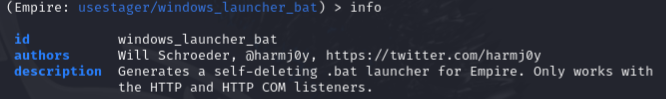 (Empire: usestager/windows_launcher_bat) > info
id windows_launcher_bat
authors Will Schroeder, @harmj0y, https://twitter.com/harmj0y
description Generates a self-deleting .bat launcher for Empire. Only works with
the HTTP and HTTP COM listeners.